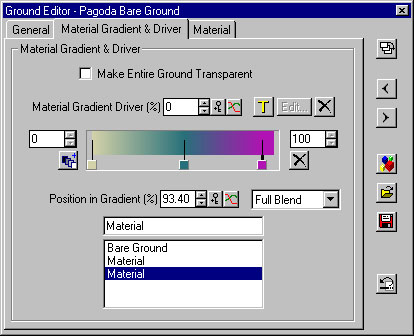 Ground Editor - Pagoda Bare Ground
General Material Gradient & Driver Material
Material Gradient & Driver
Make Entire Ground Transparent
Material Gradient Driver (%) 0 T Edit...
0 100
Position in Gradient (%) 93.40 Full Blend
Material
Bare Ground
Material
Material